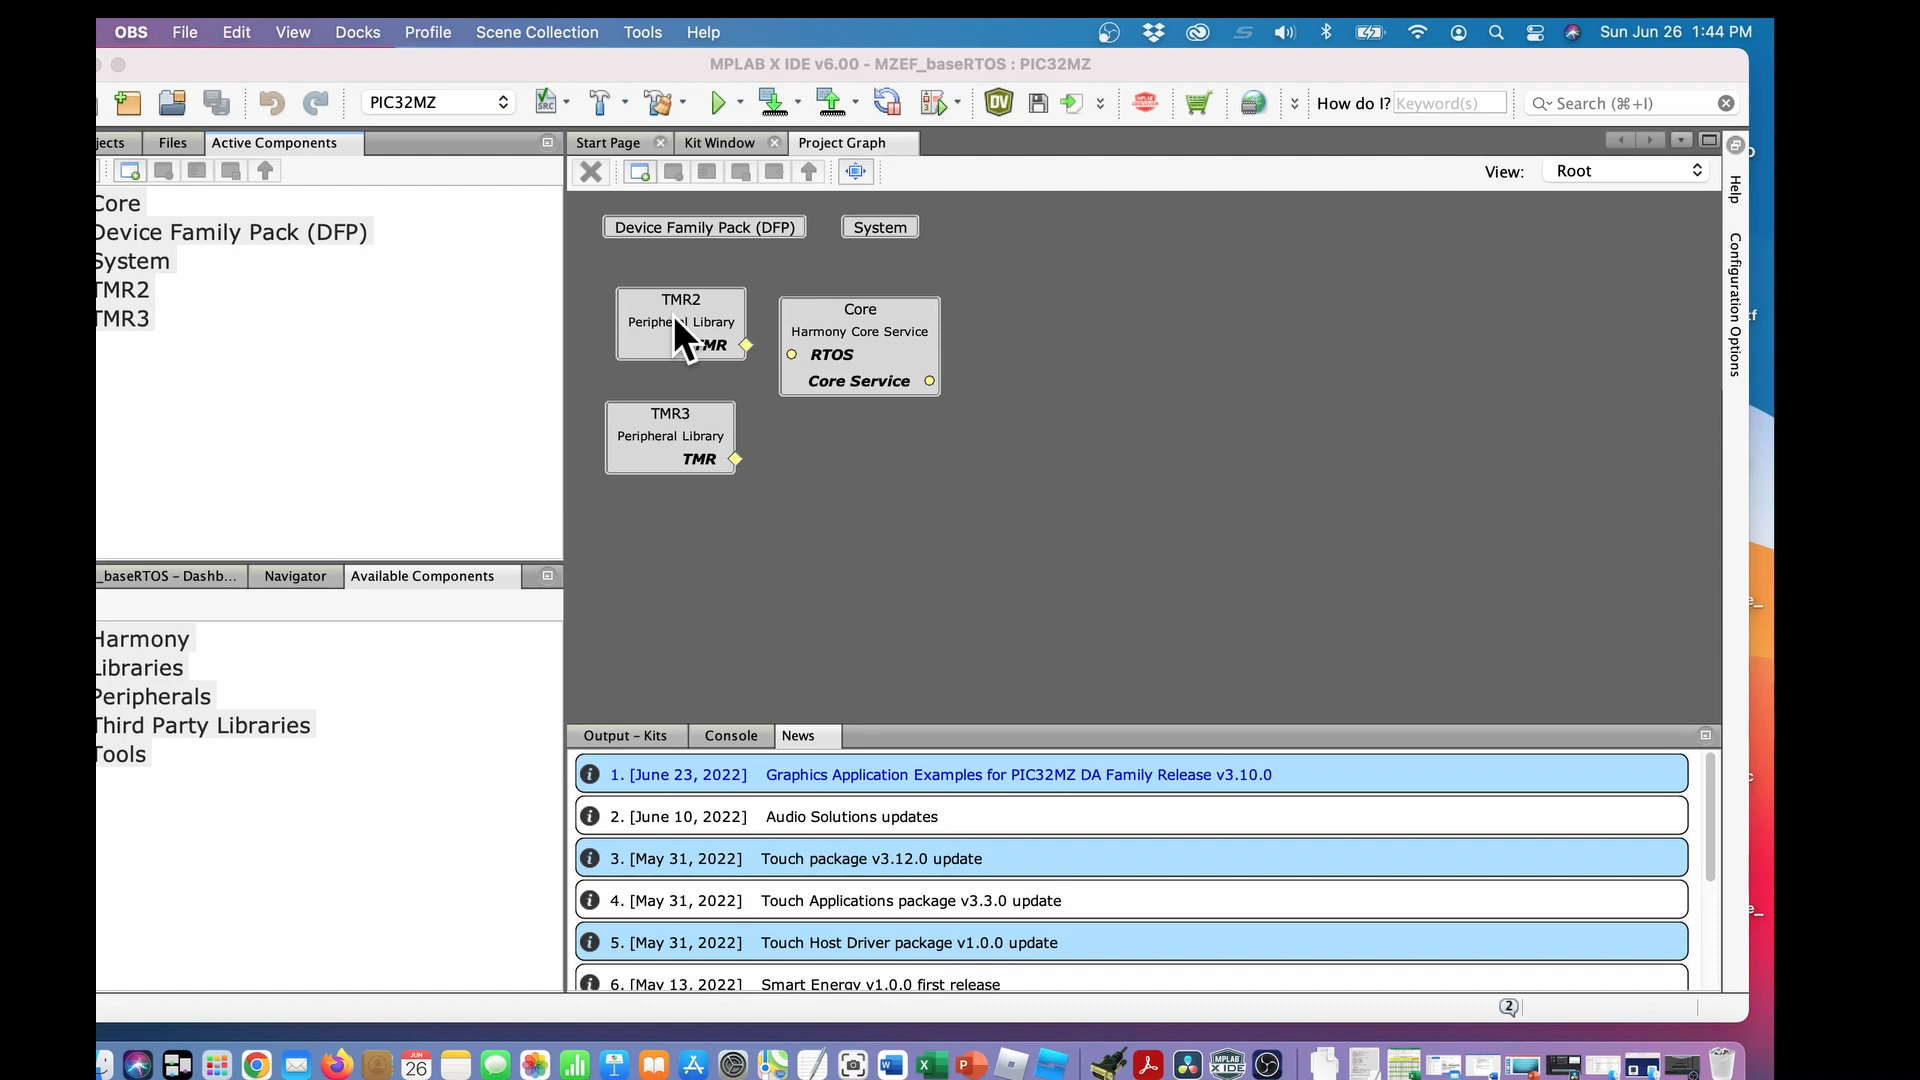 OBS File Edit View Docks Profile Scene Collection Tools Help Sun Jun 26 1:44 PM
MPLAB X IDE v6.00 - MZEF_baseRTOS : PIC32MZ
PIC32MZ How do I? Keyword(s) Search (⌘+I)
jects Files Active Components Start Page Kit Window Project Graph
View: Root
Core
Device Family Pack (DFP)
System
TMR2
TMR3
Device Family Pack (DFP) System
TMR2
Peripheral Library
TMR
Core
Harmony Core Service
RTOS
Core Service
TMR3
Peripheral Library
TMR
Help
Configuration Options
_baseRTOS – Dashb... Navigator Available Components
Harmony
Libraries
Peripherals
Third Party Libraries
Tools
Output – Kits Console News
1. [June 23, 2022] Graphics Application Examples for PIC32MZ DA Family Release v3.10.0
2. [June 10, 2022] Audio Solutions updates
3. [May 31, 2022] Touch package v3.12.0 update
4. [May 31, 2022] Touch Applications package v3.3.0 update
5. [May 31, 2022] Touch Host Driver package v1.0.0 update
6. [May 13, 2022] Smart Energy v1.0.0 first release
2
JUN
26
MPLAB
X IDE